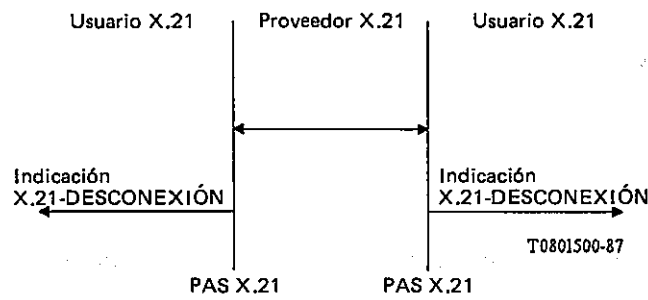 Usuario X.21 Proveedor X.21 Usuario X.21
Indicación
X.21-DESCONEXIÓN
Indicación
X.21-DESCONEXIÓN
T0801500-87
PAS X.21 PAS X.21